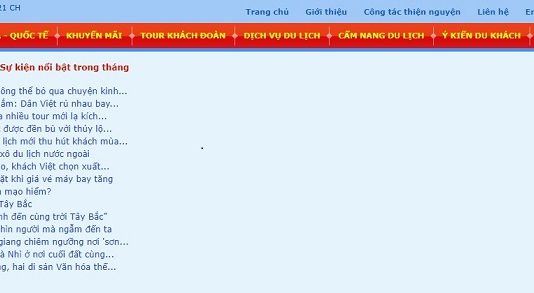 21 CH
Trang chủ Giới thiệu Công tác thiện nguyện Liên hệ En
- QUỐC TẾ KHUYẾN MÃI TOUR KHÁCH ĐOÀN DỊCH VỤ DU LỊCH CẨM NANG DU LỊCH Ý KIẾN DU KHÁCH
Sự kiện nổi bật trong tháng
ông thể bỏ qua chuyện kinh...
ắm: Dân Việt rủ nhau bay...
a nhiều tour mới lạ kích...
được đền bù với thủy lộ...
lịch mới thu hút khách mùa...
xô du lịch nước ngoài
o, khách Việt chọn xuất...
ặt khi giá vé máy bay tăng
mạo hiểm?
Tây Bắc
nh đến cùng trời Tây Bắc”
hìn người mà ngẫm đến ta
giang chiêm ngưỡng nơi 'sơn...
à Nhì ở nơi cuối đất cùng...
g, hai di sản Văn hóa thế...